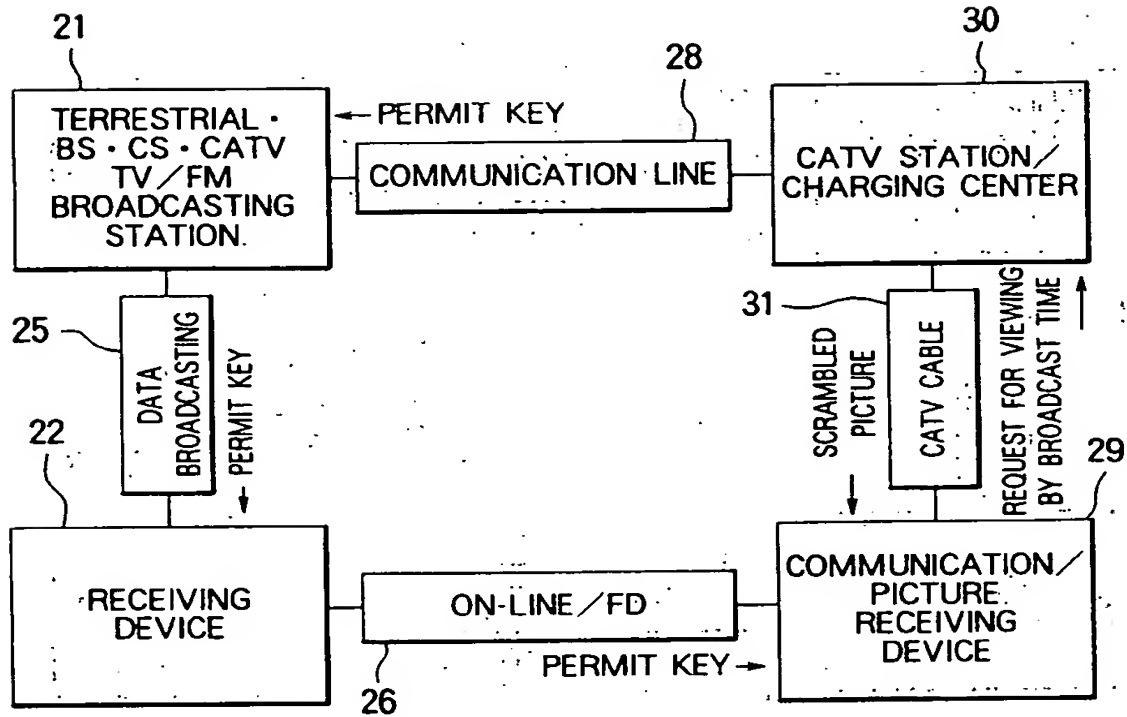 21
TERRESTRIAL・
BS・CS・CATV
TV/FM
BROADCASTING
STATION
←PERMIT KEY
28
COMMUNICATION LINE
30
CATV STATION/
CHARGING CENTER
25
DATA
BROADCASTING
PERMIT KEY
↓
31
SCRAMBLED
PICTURE
↓
CATV CABLE
REQUEST FOR VIEWING
BY BROADCAST TIME
↑
22
RECEIVING
DEVICE
ON-LINE/FD
26
PERMIT KEY→
29
COMMUNICATION/
PICTURE
RECEIVING
DEVICE